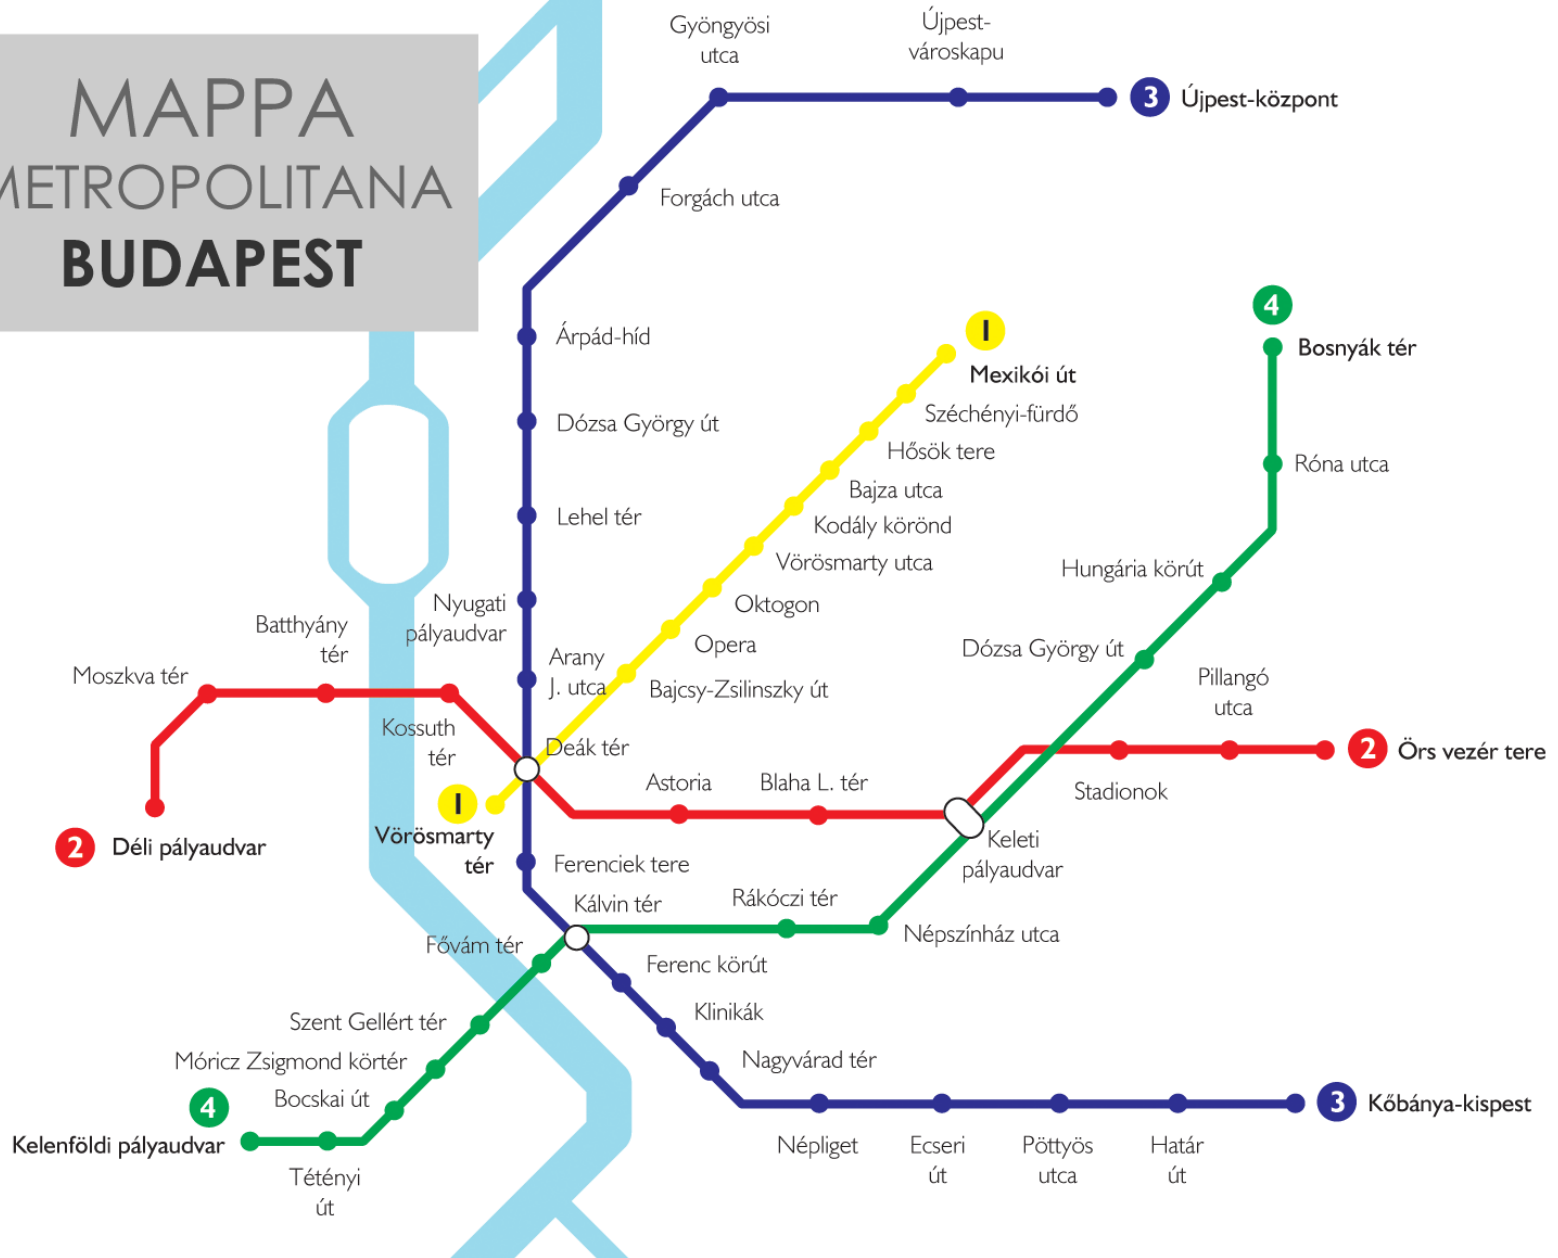 MAPPA
METROPOLITANA
BUDAPEST
Gyöngyösi
utca
Újpest-
városkapu
3 Újpest-központ
Forgách utca
Árpád-híd
Dózsa György út
Lehel tér
Nyugati
pályaudvar
Arany
J. utca
Deák tér
Ferenciek tere
Kálvin tér
Ferenc körút
Klinikák
Nagyvárad tér
Népliget
Ecseri
út
Pöttyös
utca
Határ
út
3 Kőbánya-kispest
1
Mexikói út
Széchényi-fürdő
Hősök tere
Bajza utca
Kodály körönd
Vörösmarty utca
Oktogon
Opera
Bajcsy-Zsilinszky út
1
Vörösmarty
tér
4
Bosnyák tér
Róna utca
Hungária körút
Dózsa György út
Keleti
pályaudvar
Népszínház utca
Rákóczi tér
Fővám tér
Szent Gellért tér
Móricz Zsigmond körtér
Bocskai út
Tétényi
út
4
Kelenföldi pályaudvar
2 Déli pályaudvar
Moszkva tér
Batthyány
tér
Kossuth
tér
Astoria
Blaha L. tér
Stadionok
Pillangó
utca
2 Örs vezér tere